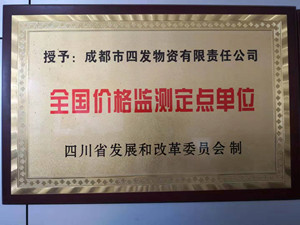 授予：成都市四发物资有限责任公司
全国价格监测定点单位
四川省发展和改革委员会 制